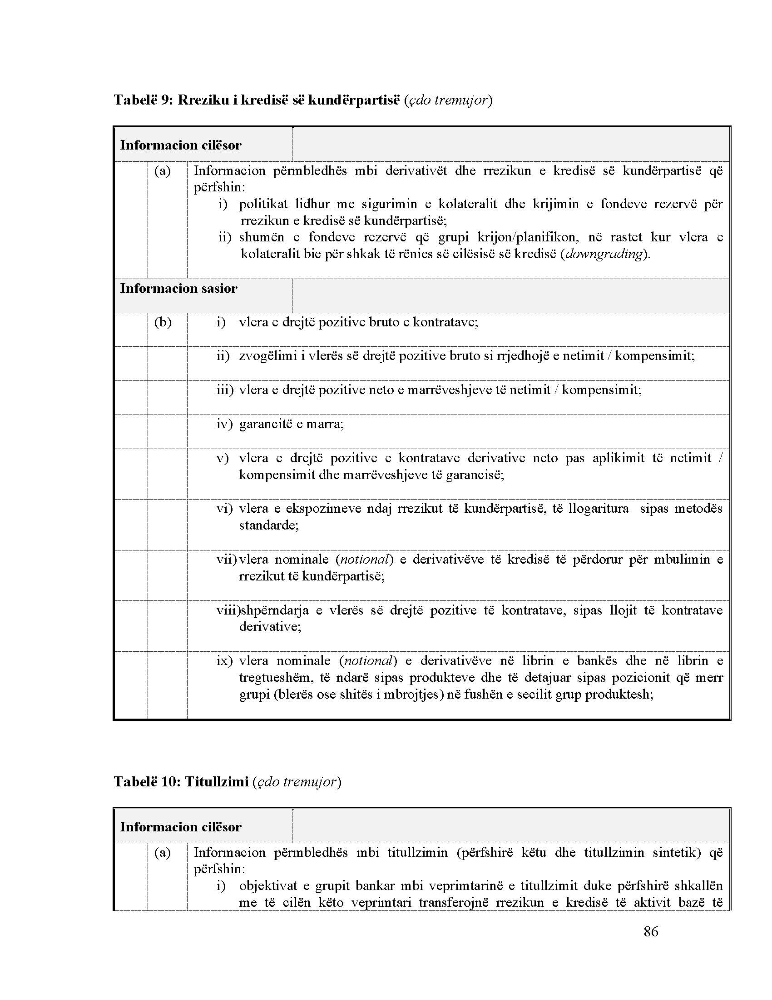 Tabelë 9: Rreziku i kredisë së kundërpartisë (çdo tremujor)
Informacion cilësor
(a) Informacion përmbledhës mbi derivativët dhe rrezikun e kredisë së kundërpartisë që
përfshin:
i) politikat lidhur me sigurimin e kolateralit dhe krijimin e fondeve rezervë për
rrezikun e kredisë së kundërpartisë;
ii) shumën e fondeve rezervë që grupi krijon/planifikon, në rastet kur vlera e
kolateralit bie për shkak të rënies së cilësisë së kredisë (downgrading).
Informacion sasior
(b) i) vlera e drejtë pozitive bruto e kontratave;
ii) zvogëlimi i vlerës së drejtë pozitive bruto si rrjedhojë e netimit / kompensimit;
iii) vlera e drejtë pozitive neto e marrëveshjeve të netimit / kompensimit;
iv) garancitë e marra;
v) vlera e drejtë pozitive e kontratave derivative neto pas aplikimit të netimit /
kompensimit dhe marrëveshjeve të garancisë;
vi) vlera e ekspozimeve ndaj rrezikut të kundërpartisë, të llogaritura sipas metodës
standarde;
vii) vlera nominale (notional) e derivativëve të kredisë të përdorur për mbulimin e
rrezikut të kundërpartisë;
viii)shpërndarja e vlerës së drejtë pozitive të kontratave, sipas llojit të kontratave
derivative;
ix) vlera nominale (notional) e derivativëve në librin e bankës dhe në librin e
tregtueshëm, të ndarë sipas produkteve dhe të detajuar sipas pozicionit që merr
grupi (blerës ose shitës i mbrojtjes) në fushën e secilit grup produktesh;
Tabelë 10: Titullzimi (çdo tremujor)
Informacion cilësor
(a) Informacion përmbledhës mbi titullzimin (përfshirë këtu dhe titullzimin sintetik) që
përfshin:
i) objektivat e grupit bankar mbi veprimtarinë e titullzimit duke përfshirë shkallën
me të cilën këto veprimtari transferojnë rrezikun e kredisë të aktivit bazë të
86